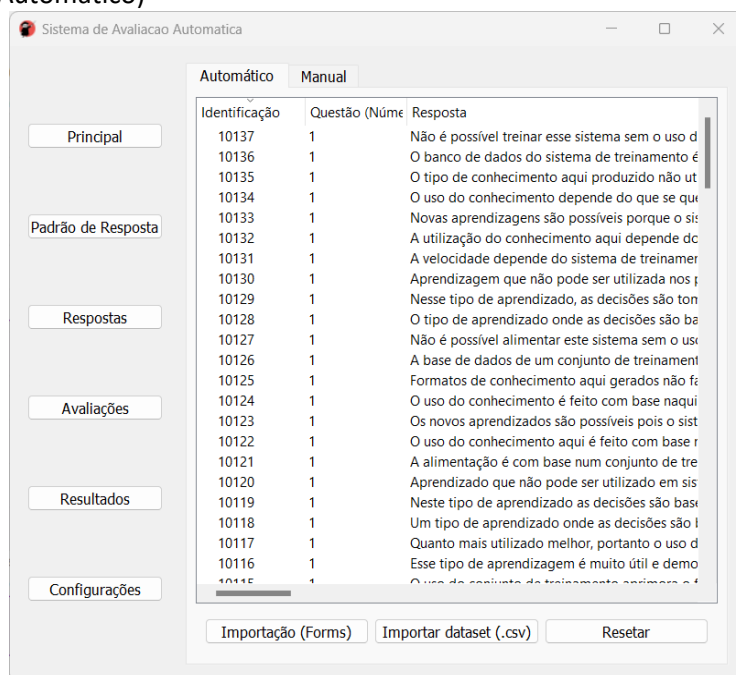 Automático)
Sistema de Avaliacao Automatica
Automático Manual
Identificação Questão (Núme Resposta
10137 1 Não é possível treinar esse sistema sem o uso d
10136 1 O banco de dados do sistema de treinamento é
10135 1 O tipo de conhecimento aqui produzido não ut
10134 1 O uso do conhecimento depende do que se que
10133 1 Novas aprendizagens são possíveis porque o sis
10132 1 A utilização do conhecimento aqui depende do
10131 1 A velocidade depende do sistema de treinamen
10130 1 Aprendizagem que não pode ser utilizada nos
10129 1 Nesse tipo de aprendizado, as decisões são tom
10128 1 O tipo de aprendizado onde as decisões são ba
10127 1 Não é possível alimentar este sistema sem o uso
10126 1 A base de dados de um conjunto de treinament
10125 1 Formatos de conhecimento aqui gerados não fa
10124 1 O uso do conhecimento é feito com base naqui
10123 1 Os novos aprendizados são possíveis pois o sist
10122 1 O uso do conhecimento aqui é feito com base
10121 1 A alimentação é com base num conjunto de tre
10120 1 Aprendizado que não pode ser utilizado em sis
10119 1 Neste tipo de aprendizado as decisões são base
10118 1 Um tipo de aprendizado onde as decisões são
10117 1 Quanto mais utilizado melhor, portanto o uso d
10116 1 Esse tipo de aprendizagem é muito útil e demo
10115 1 O uso do conjunto de treinamento aprimora o
Principal
Padrão de Resposta
Respostas
Avaliações
Resultados
Configurações
Importação (Forms) Importar dataset (.csv) Resetar